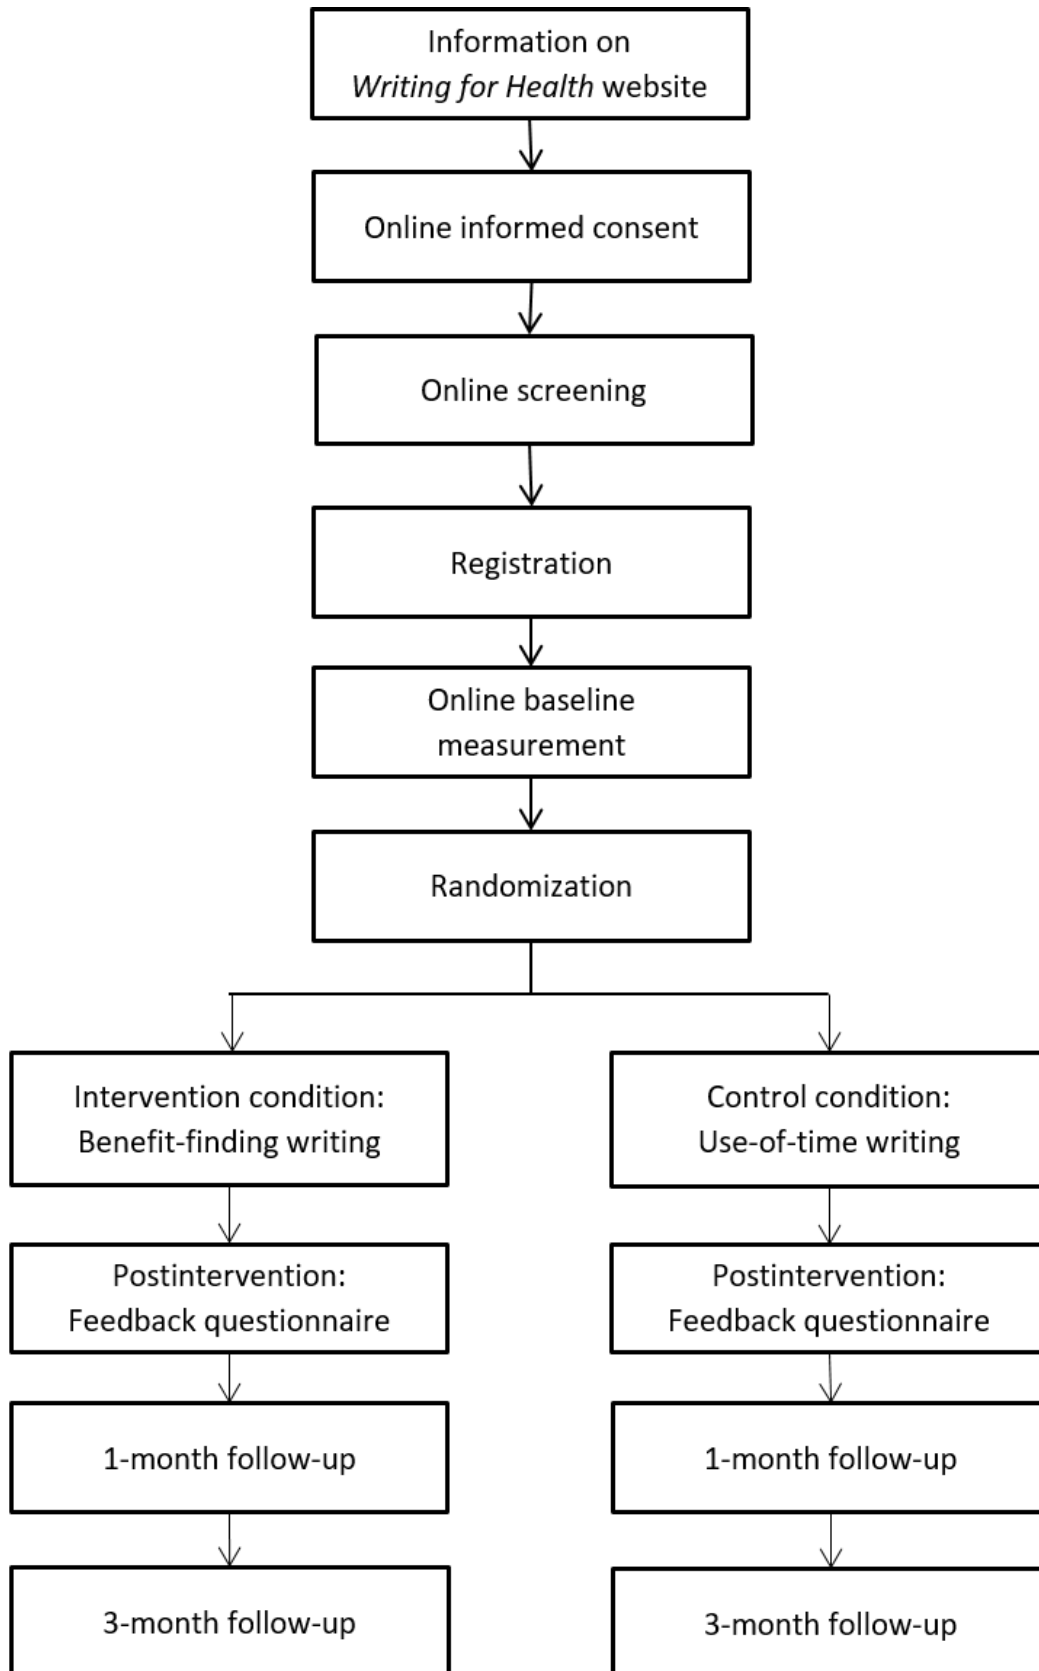 Information on
Writing for Health website
Online informed consent
Online screening
Registration
Online baseline
measurement
Randomization
Intervention condition:
Benefit-finding writing
Control condition:
Use-of-time writing
Postintervention:
Feedback questionnaire
Postintervention:
Feedback questionnaire
1-month follow-up
1-month follow-up
3-month follow-up
3-month follow-up